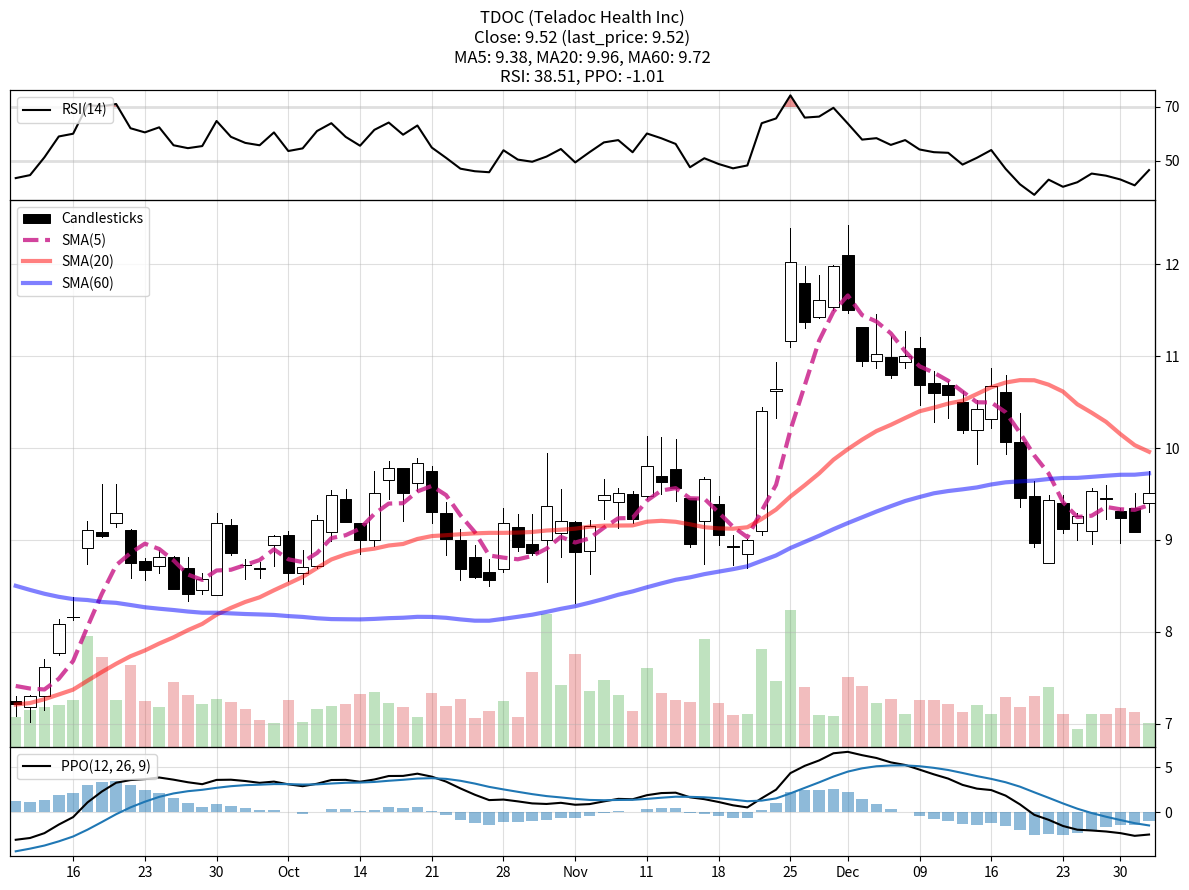 TDOC (Teladoc Health Inc)
Close: 9.52 (last_price: 9.52)
MA5: 9.38, MA20: 9.96, MA60: 9.72
RSI: 38.51, PPO: -1.01
RSI(14)
70
50
Candlesticks
SMA(5)
SMA(20)
SMA(60)
12
11
10
9
8
7
PPO(12, 26, 9)
5
0
16 23 30 Oct 14 21 28 Nov 11 18 25 Dec 09 16 23 30